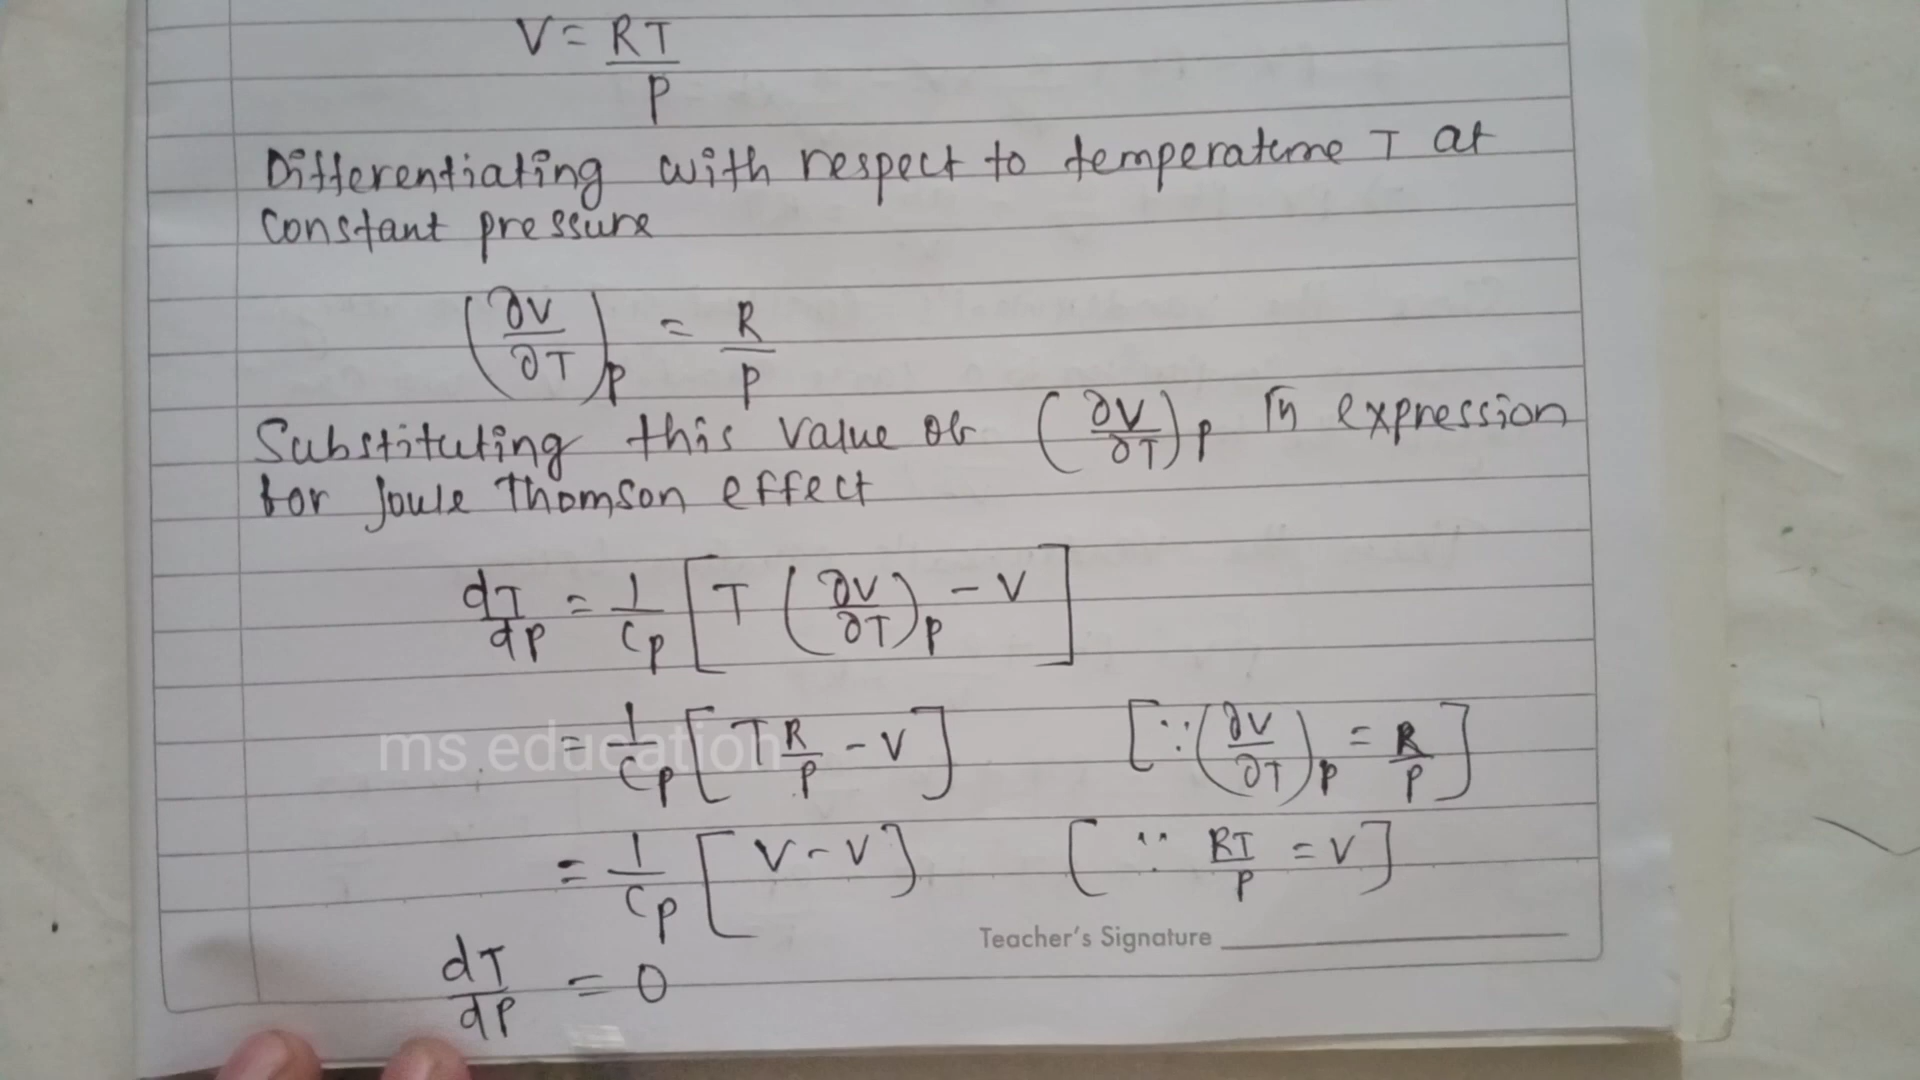 V = RT/P
Differentiating with respect to temperature T at
constant pressure
(∂V/∂T)P = R/P
Substituting this value of (∂V/∂T)P in expression
for Joule Thomson effect
dT/dP = 1/CP [T (∂V/∂T)P - V]
= 1/CP [T R/P - V] [∵ (∂V/∂T)P = R/P]
ms education
= 1/CP [V - V] [∵ RT/P = V]
Teacher's Signature
dT/dP = 0